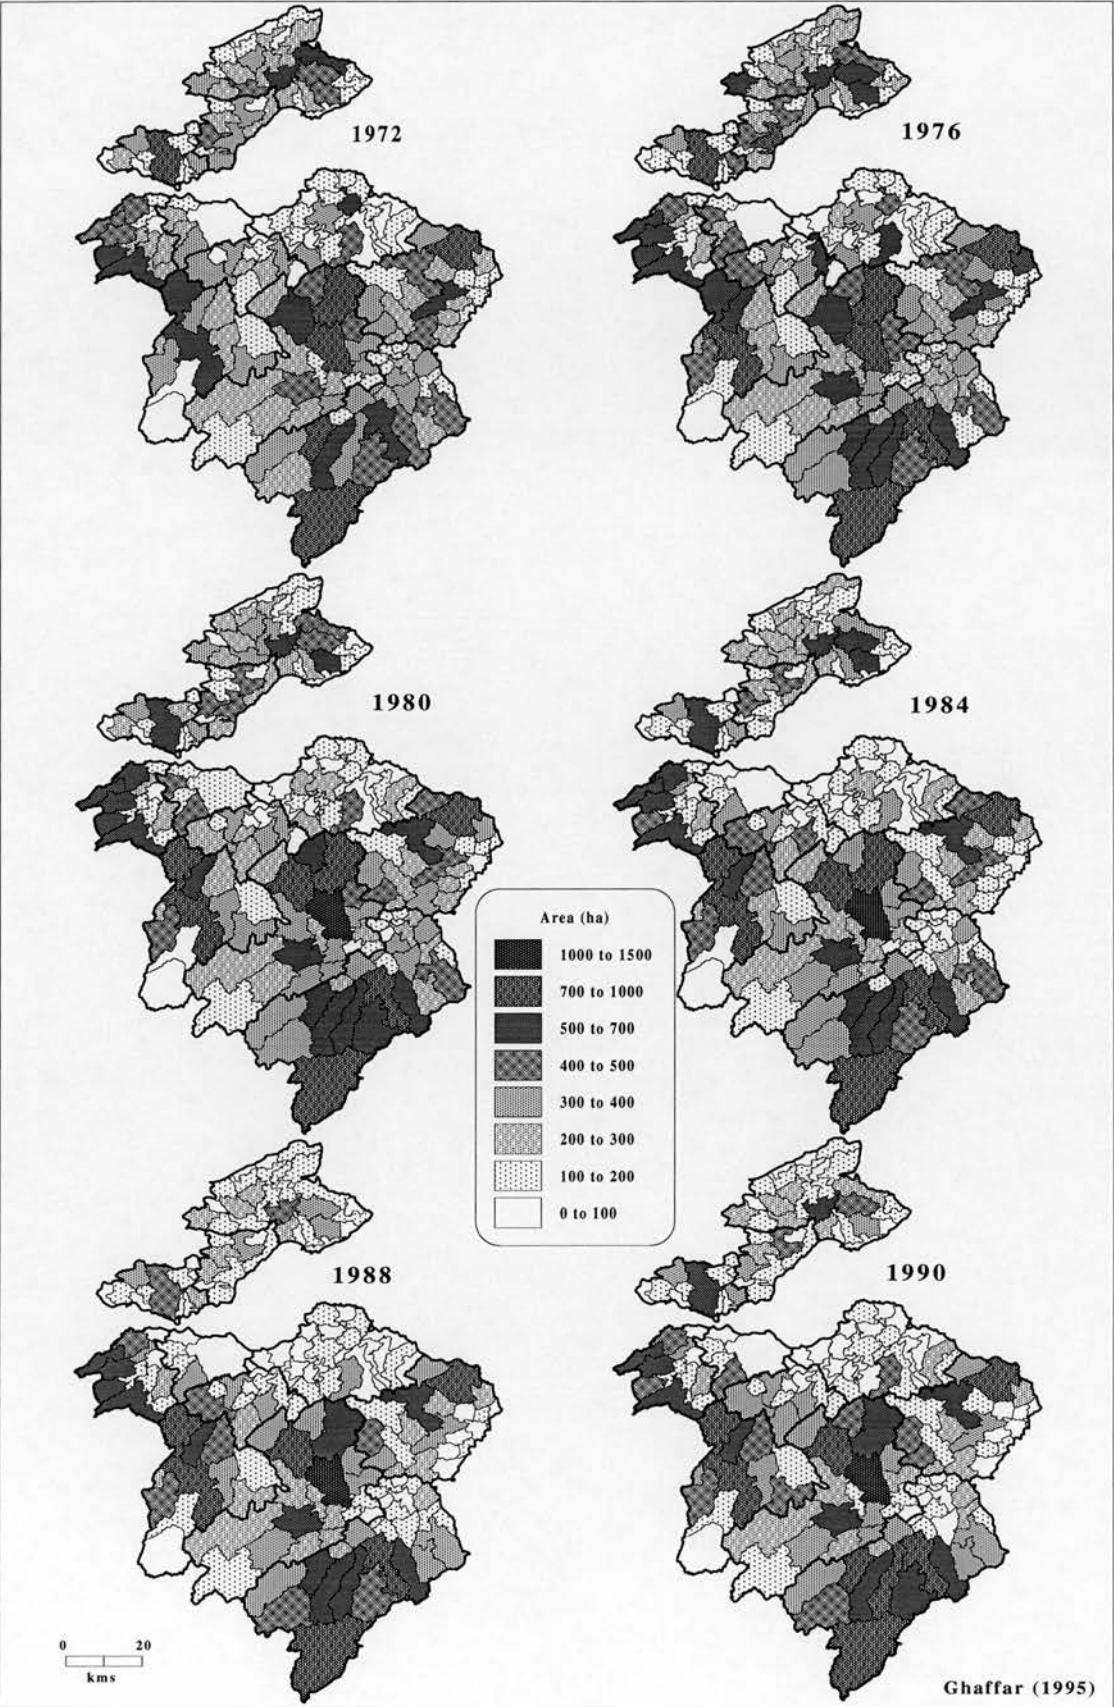 1972
1976
1980
1984
Area (ha)
1000 to 1500
700 to 1000
500 to 700
400 to 500
300 to 400
200 to 300
100 to 200
0 to 100
1988
1990
0 20
kms
Ghaffar (1995)